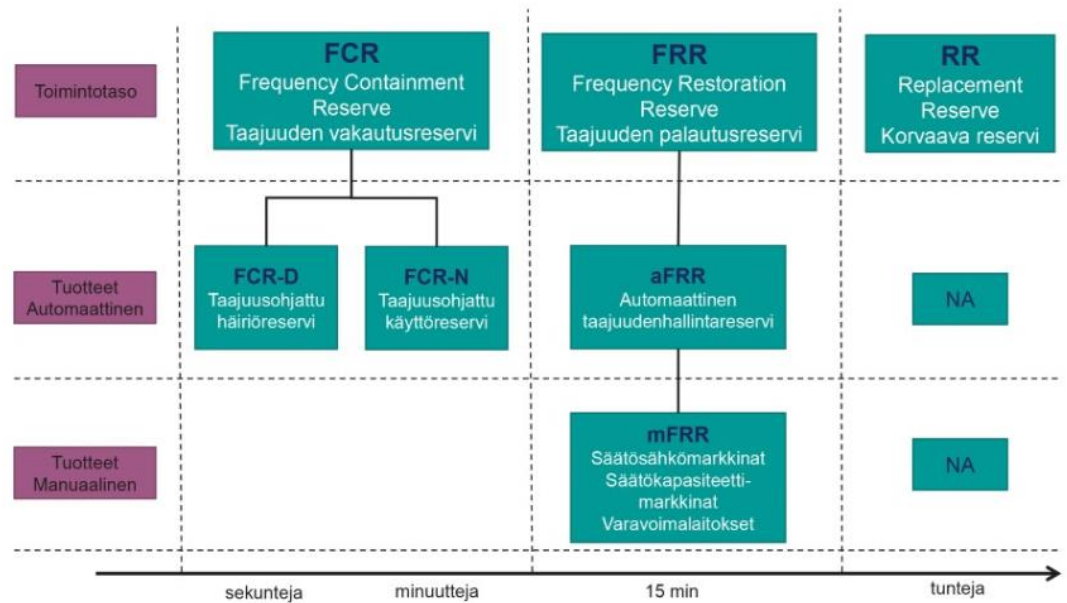 Toimintotaso
FCR
Frequency Containment
Reserve
Taajuuden vakautusreservi
FRR
Frequency Restoration
Reserve
Taajuuden palautusreservi
RR
Replacement
Reserve
Korvaava reservi
Tuotteet
Automaattinen
FCR-D
Taajuusohjattu
häiriöreservi
FCR-N
Taajuusohjattu
käyttöreservi
aFRR
Automaattinen
taajuudenhallintareservi
NA
Tuotteet
Manuaalinen
mFRR
Säätösähkömarkkinat
Säätökapasiteetti-
markkinat
Varavoimalaitokset
NA
sekunteja
minuutteja
15 min
tunteja